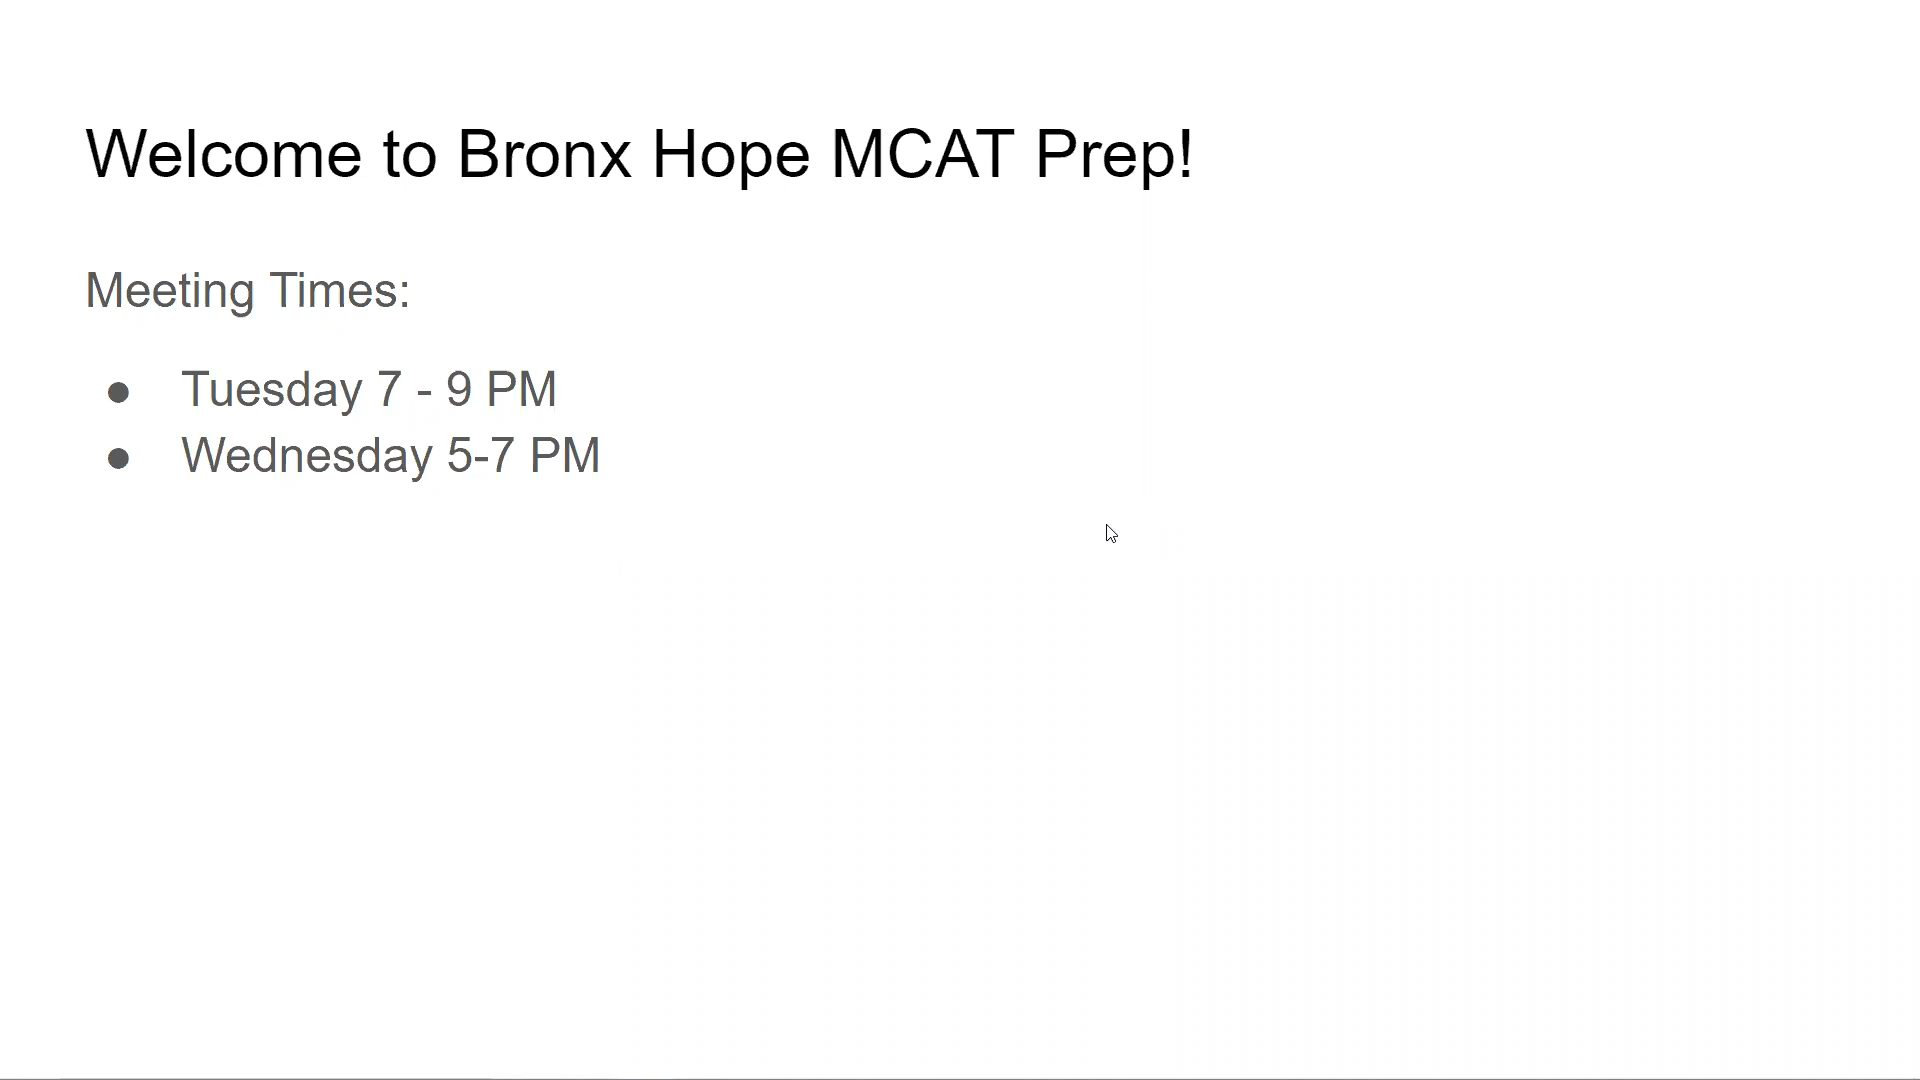 Welcome to Bronx Hope MCAT Prep!
Meeting Times:
● Tuesday 7 - 9 PM
● Wednesday 5-7 PM